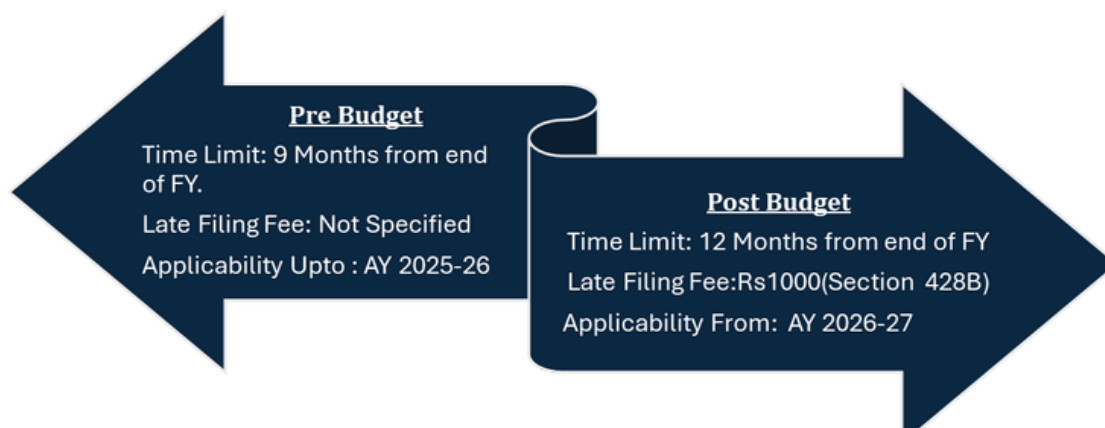 Pre Budget
Time Limit: 9 Months from end
of FY.
Late Filing Fee: Not Specified
Applicability Upto : AY 2025-26
Post Budget
Time Limit: 12 Months from end of FY
Late Filing Fee:Rs1000(Section 428B)
Applicability From: AY 2026-27